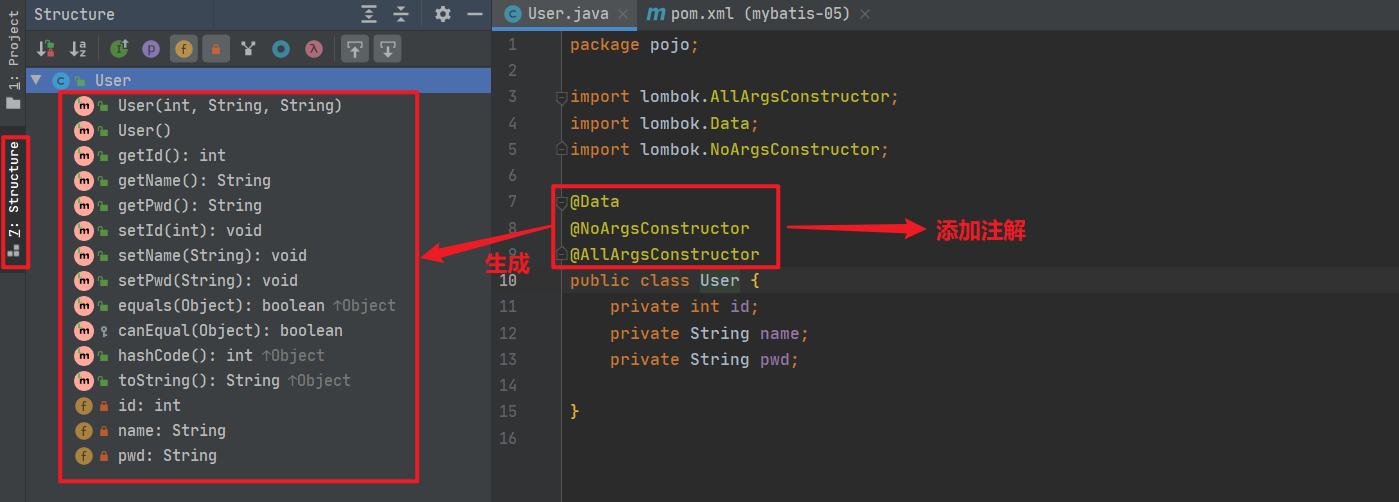 1: Project
7: Structure
Structure
User
User(int, String, String)
User()
getId(): int
getName(): String
getPwd(): String
setId(int): void
setName(String): void
setPwd(String): void
equals(Object): boolean ↑Object
canEqual(Object): boolean
hashCode(): int ↑Object
toString(): String ↑Object
id: int
name: String
pwd: String
生成
User.java
pom.xml (mybatis-05)
1 package pojo;
2
3 import lombok.AllArgsConstructor;
4 import lombok.Data;
5 import lombok.NoArgsConstructor;
6
7 @Data
8 @NoArgsConstructor
9 @AllArgsConstructor
添加注解
10 public class User {
11 private int id;
12 private String name;
13 private String pwd;
14
15 }
16